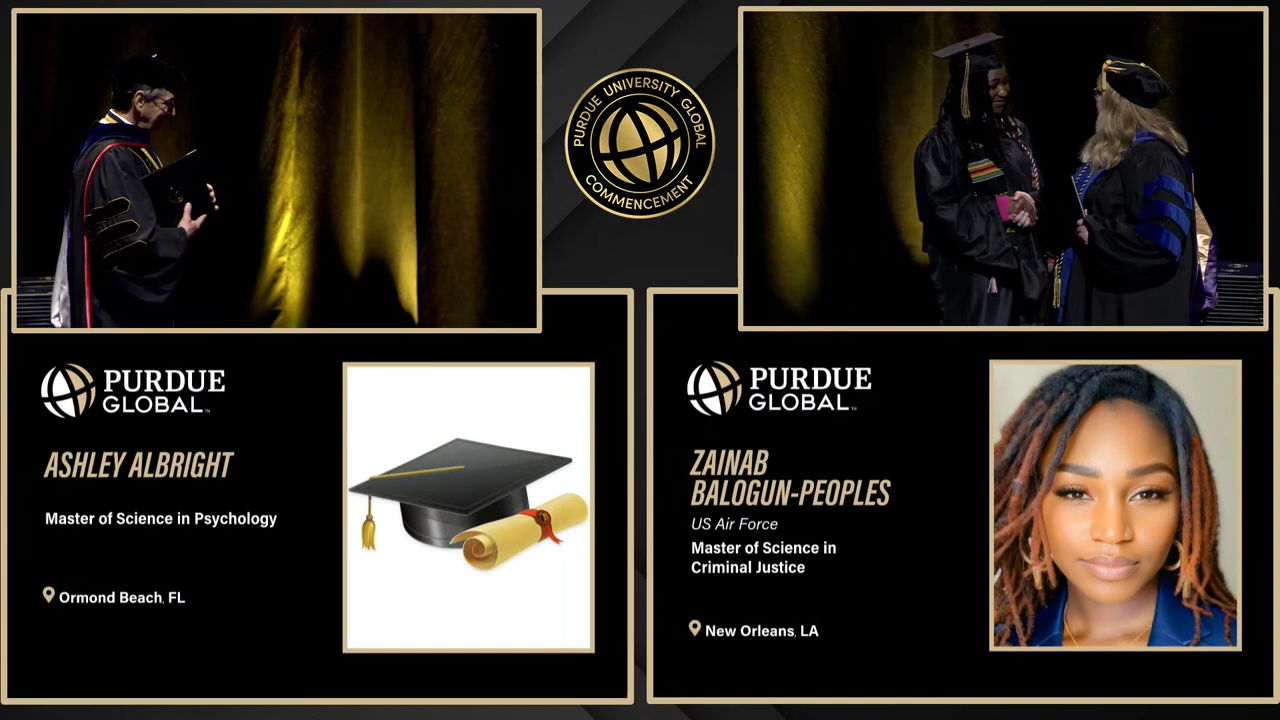 PURDUE UNIVERSITY GLOBAL
COMMENCEMENT
PURDUE
GLOBAL
ASHLEY ALBRIGHT
Master of Science in Psychology
Ormond Beach, FL
PURDUE
GLOBAL
ZAINAB
BALOGUN-PEOPLES
US Air Force
Master of Science in
Criminal Justice
New Orleans, LA